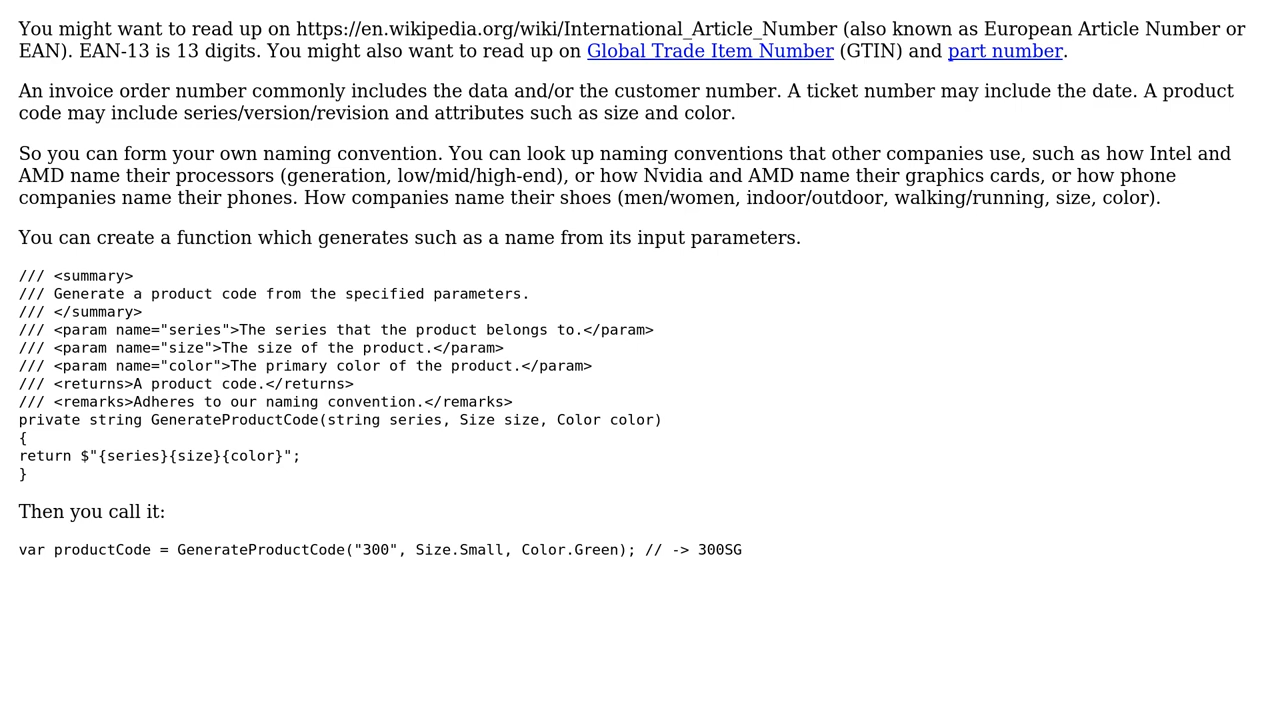 You might want to read up on https://en.wikipedia.org/wiki/International_Article_Number (also known as European Article Number or
EAN). EAN-13 is 13 digits. You might also want to read up on Global Trade Item Number (GTIN) and part number.
An invoice order number commonly includes the data and/or the customer number. A ticket number may include the date. A product
code may include series/version/revision and attributes such as size and color.
So you can form your own naming convention. You can look up naming conventions that other companies use, such as how Intel and
AMD name their processors (generation, low/mid/high-end), or how Nvidia and AMD name their graphics cards, or how phone
companies name their phones. How companies name their shoes (men/women, indoor/outdoor, walking/running, size, color).
You can create a function which generates such as a name from its input parameters.
/// <summary>
/// Generate a product code from the specified parameters.
/// </summary>
/// <param name="series">The series that the product belongs to.</param>
/// <param name="size">The size of the product.</param>
/// <param name="color">The primary color of the product.</param>
/// <returns>A product code.</returns>
/// <remarks>Adheres to our naming convention.</remarks>
private string GenerateProductCode(string series, Size size, Color color)
{
return $"{series}{size}{color}";
}
Then you call it:
var productCode = GenerateProductCode("300", Size.Small, Color.Green); // -> 300SG